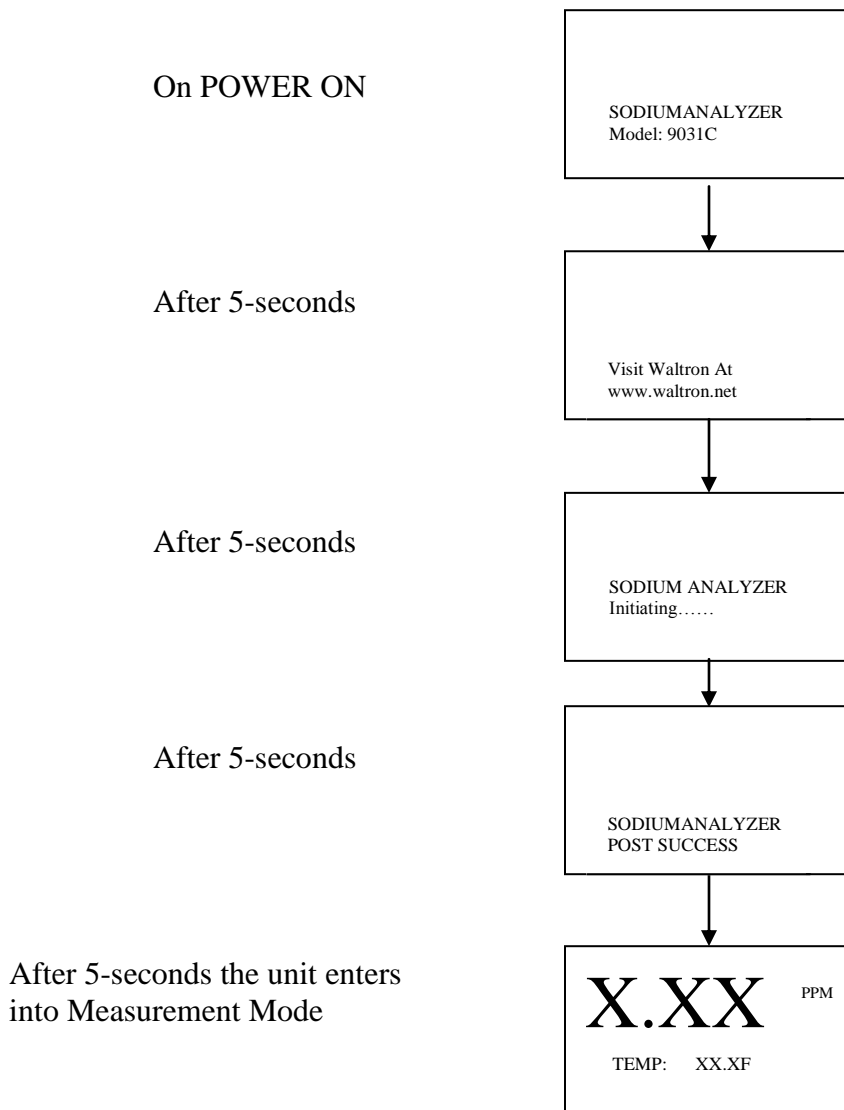 On POWER ON
SODIUMANALYZER
Model: 9031C
After 5-seconds
Visit Waltron At
www.waltron.net
After 5-seconds
SODIUM ANALYZER
Initiating……
After 5-seconds
SODIUMANALYZER
POST SUCCESS
After 5-seconds the unit enters
into Measurement Mode
X.XX PPM
TEMP: XX.XF